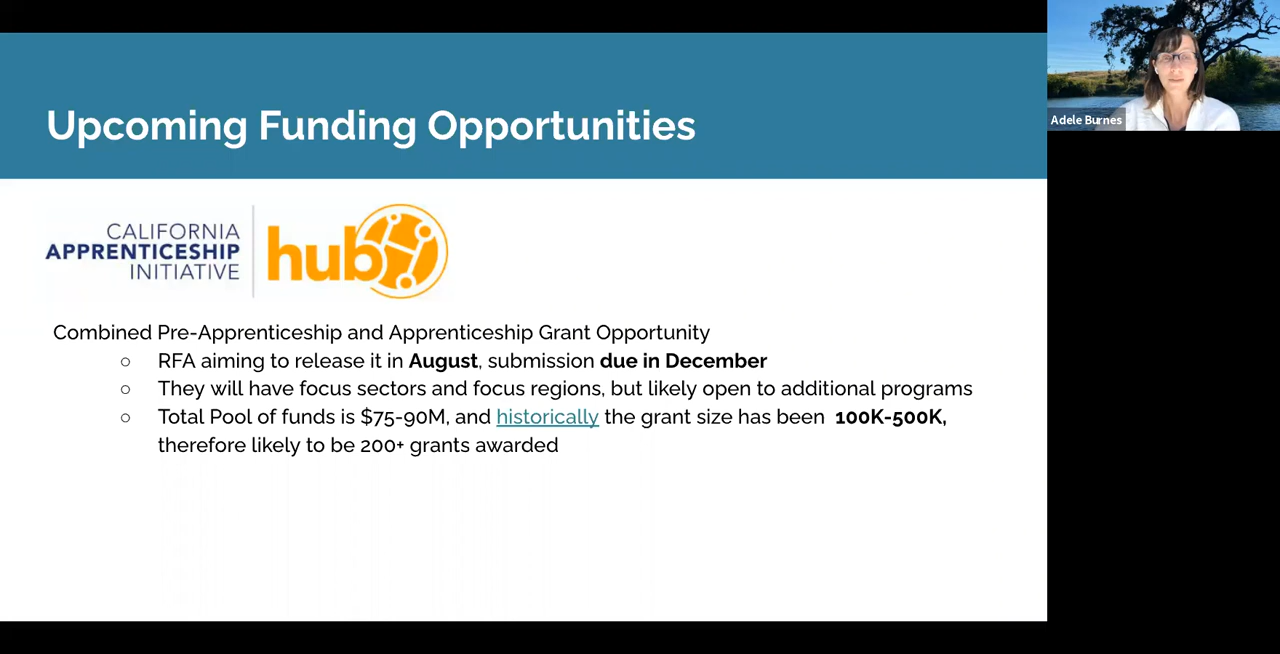 Upcoming Funding Opportunities
Adele Burnes
CALIFORNIA
APPRENTICESHIP
INITIATIVE
hub
Combined Pre-Apprenticeship and Apprenticeship Grant Opportunity
○ RFA aiming to release it in August, submission due in December
○ They will have focus sectors and focus regions, but likely open to additional programs
○ Total Pool of funds is $75-90M, and historically the grant size has been 100K-500K,
therefore likely to be 200+ grants awarded